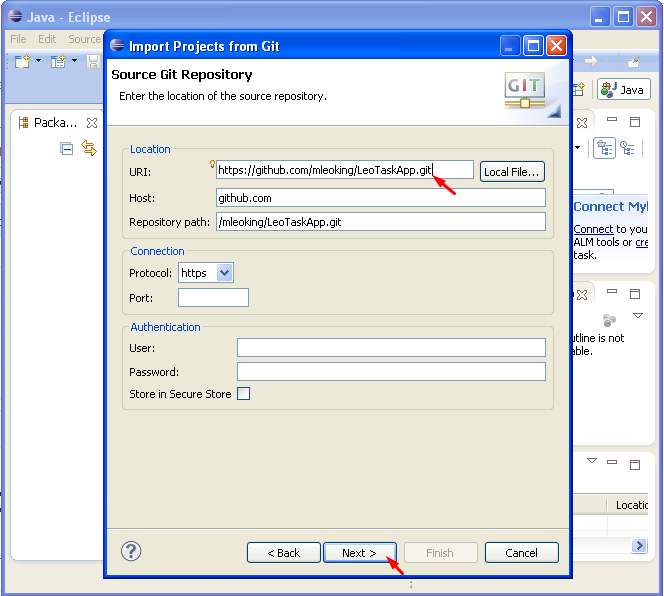 Java - Eclipse
File Edit Source
Import Projects from Git
Source Git Repository
Enter the location of the source repository.
GIT
Java
Packa...
Location
URI: https://github.com/mleoking/LeoTaskApp.git Local File...
Host: github.com
Repository path: /mleoking/LeoTaskApp.git
Connection
Protocol: https
Port:
Authentication
User:
Password:
Store in Secure Store
? < Back Next > Finish Cancel
Connect Myl
Connect to you
ALM tools or cre
task.
utline is not
able.
Locatio